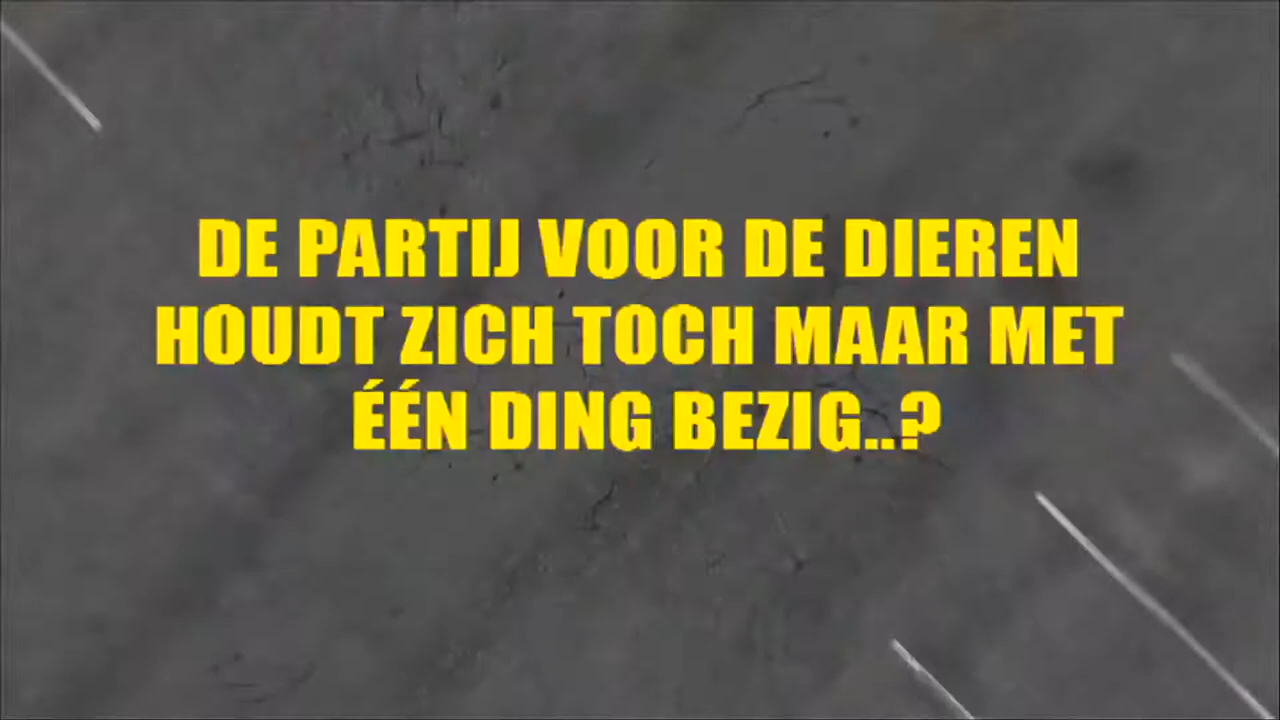 DE PARTIJ VOOR DE DIEREN
HOUDT ZICH TOCH MAAR MET
ÉÉN DING BEZIG..?